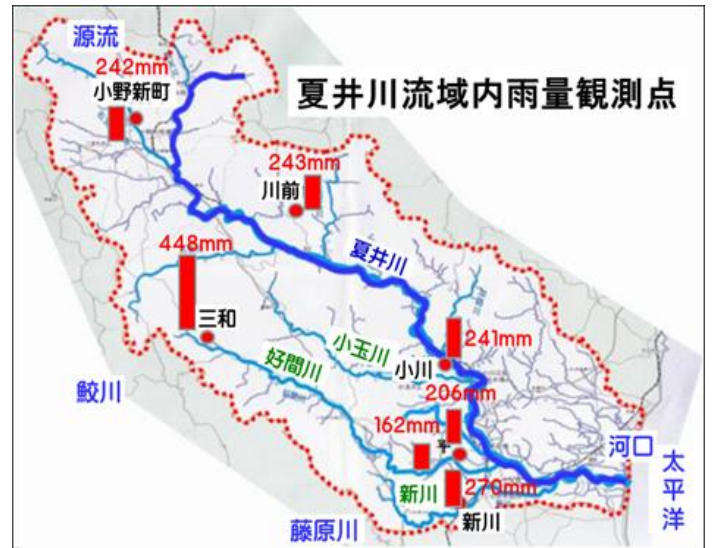 源流
242mm
小野新町
夏井川流域内雨量観測点
243mm
川前
448mm
三和
夏井川
小玉川
好間川
241mm
小川
206mm
162mm
平
鮫川
新川
270mm
新川
藤原川
河口
太平洋